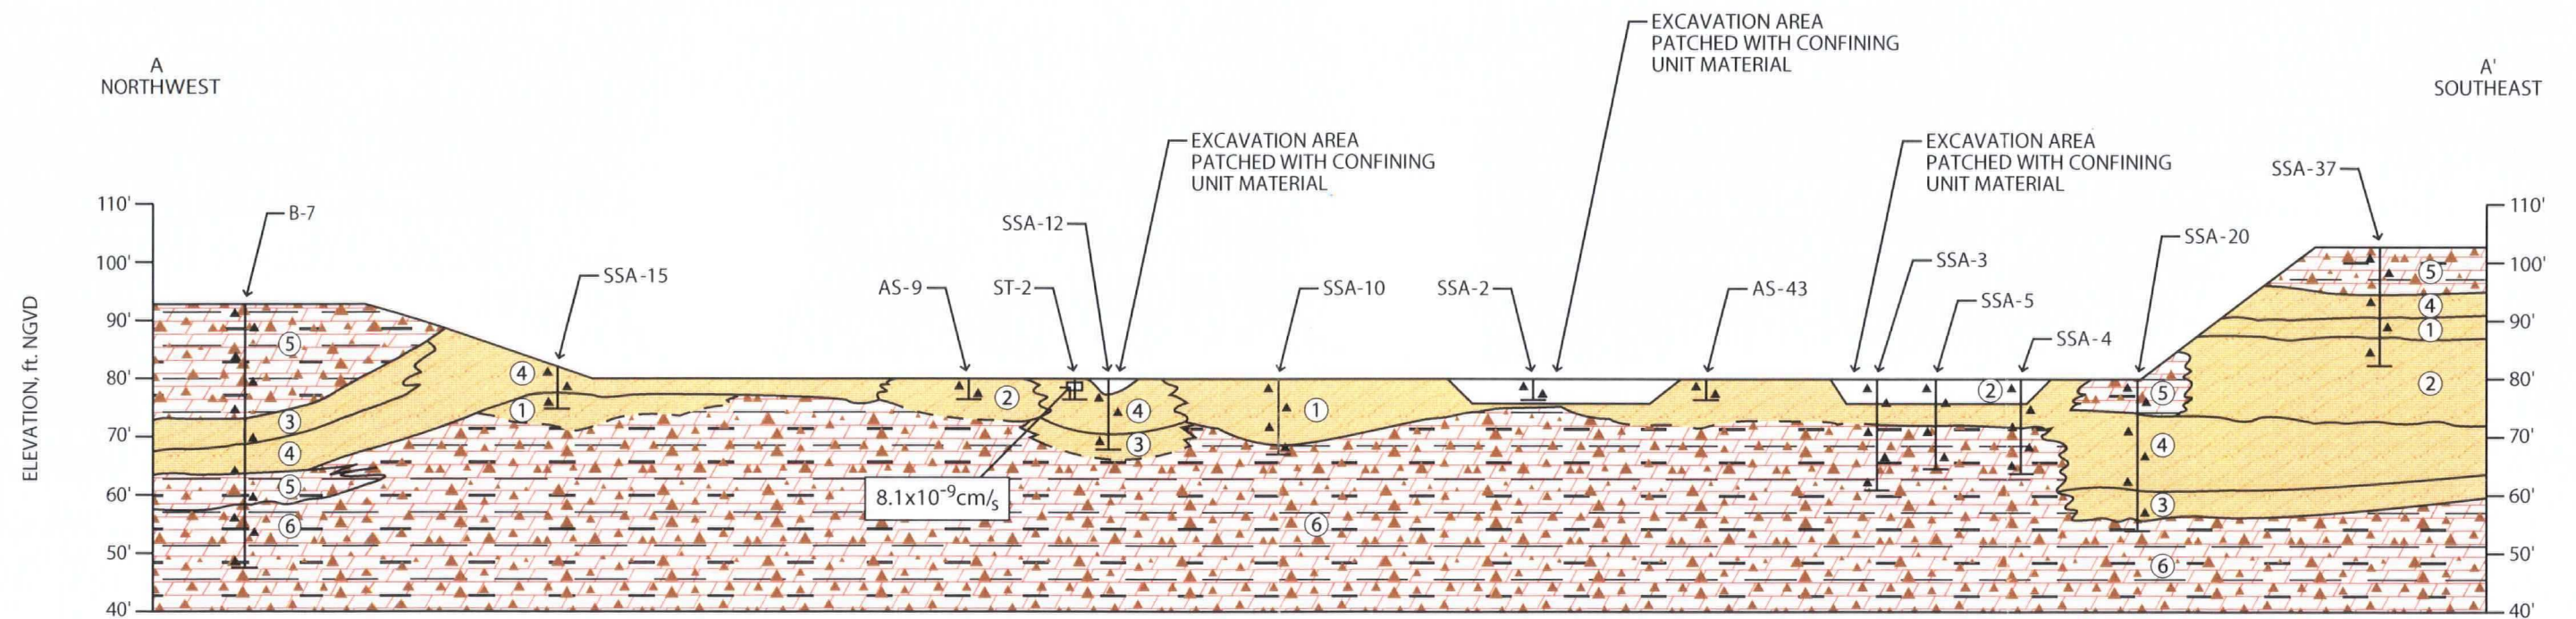 A
NORTHWEST
A'
SOUTHEAST
EXCAVATION AREA
PATCHED WITH CONFINING
UNIT MATERIAL
EXCAVATION AREA
PATCHED WITH CONFINING
UNIT MATERIAL
EXCAVATION AREA
PATCHED WITH CONFINING
UNIT MATERIAL
B-7
SSA-15
AS-9
ST-2
SSA-12
SSA-10
SSA-2
AS-43
SSA-3
SSA-5
SSA-4
SSA-20
SSA-37
ELEVATION, ft. NGVD
110'
100'
90'
80'
70'
60'
50'
40'
5
3
4
5
6
4
1
2
4
3
8.1x10⁻⁹cm/s
1
6
2
5
4
3
6
5
4
1
2
110'
100'
90'
80'
70'
60'
50'
40'